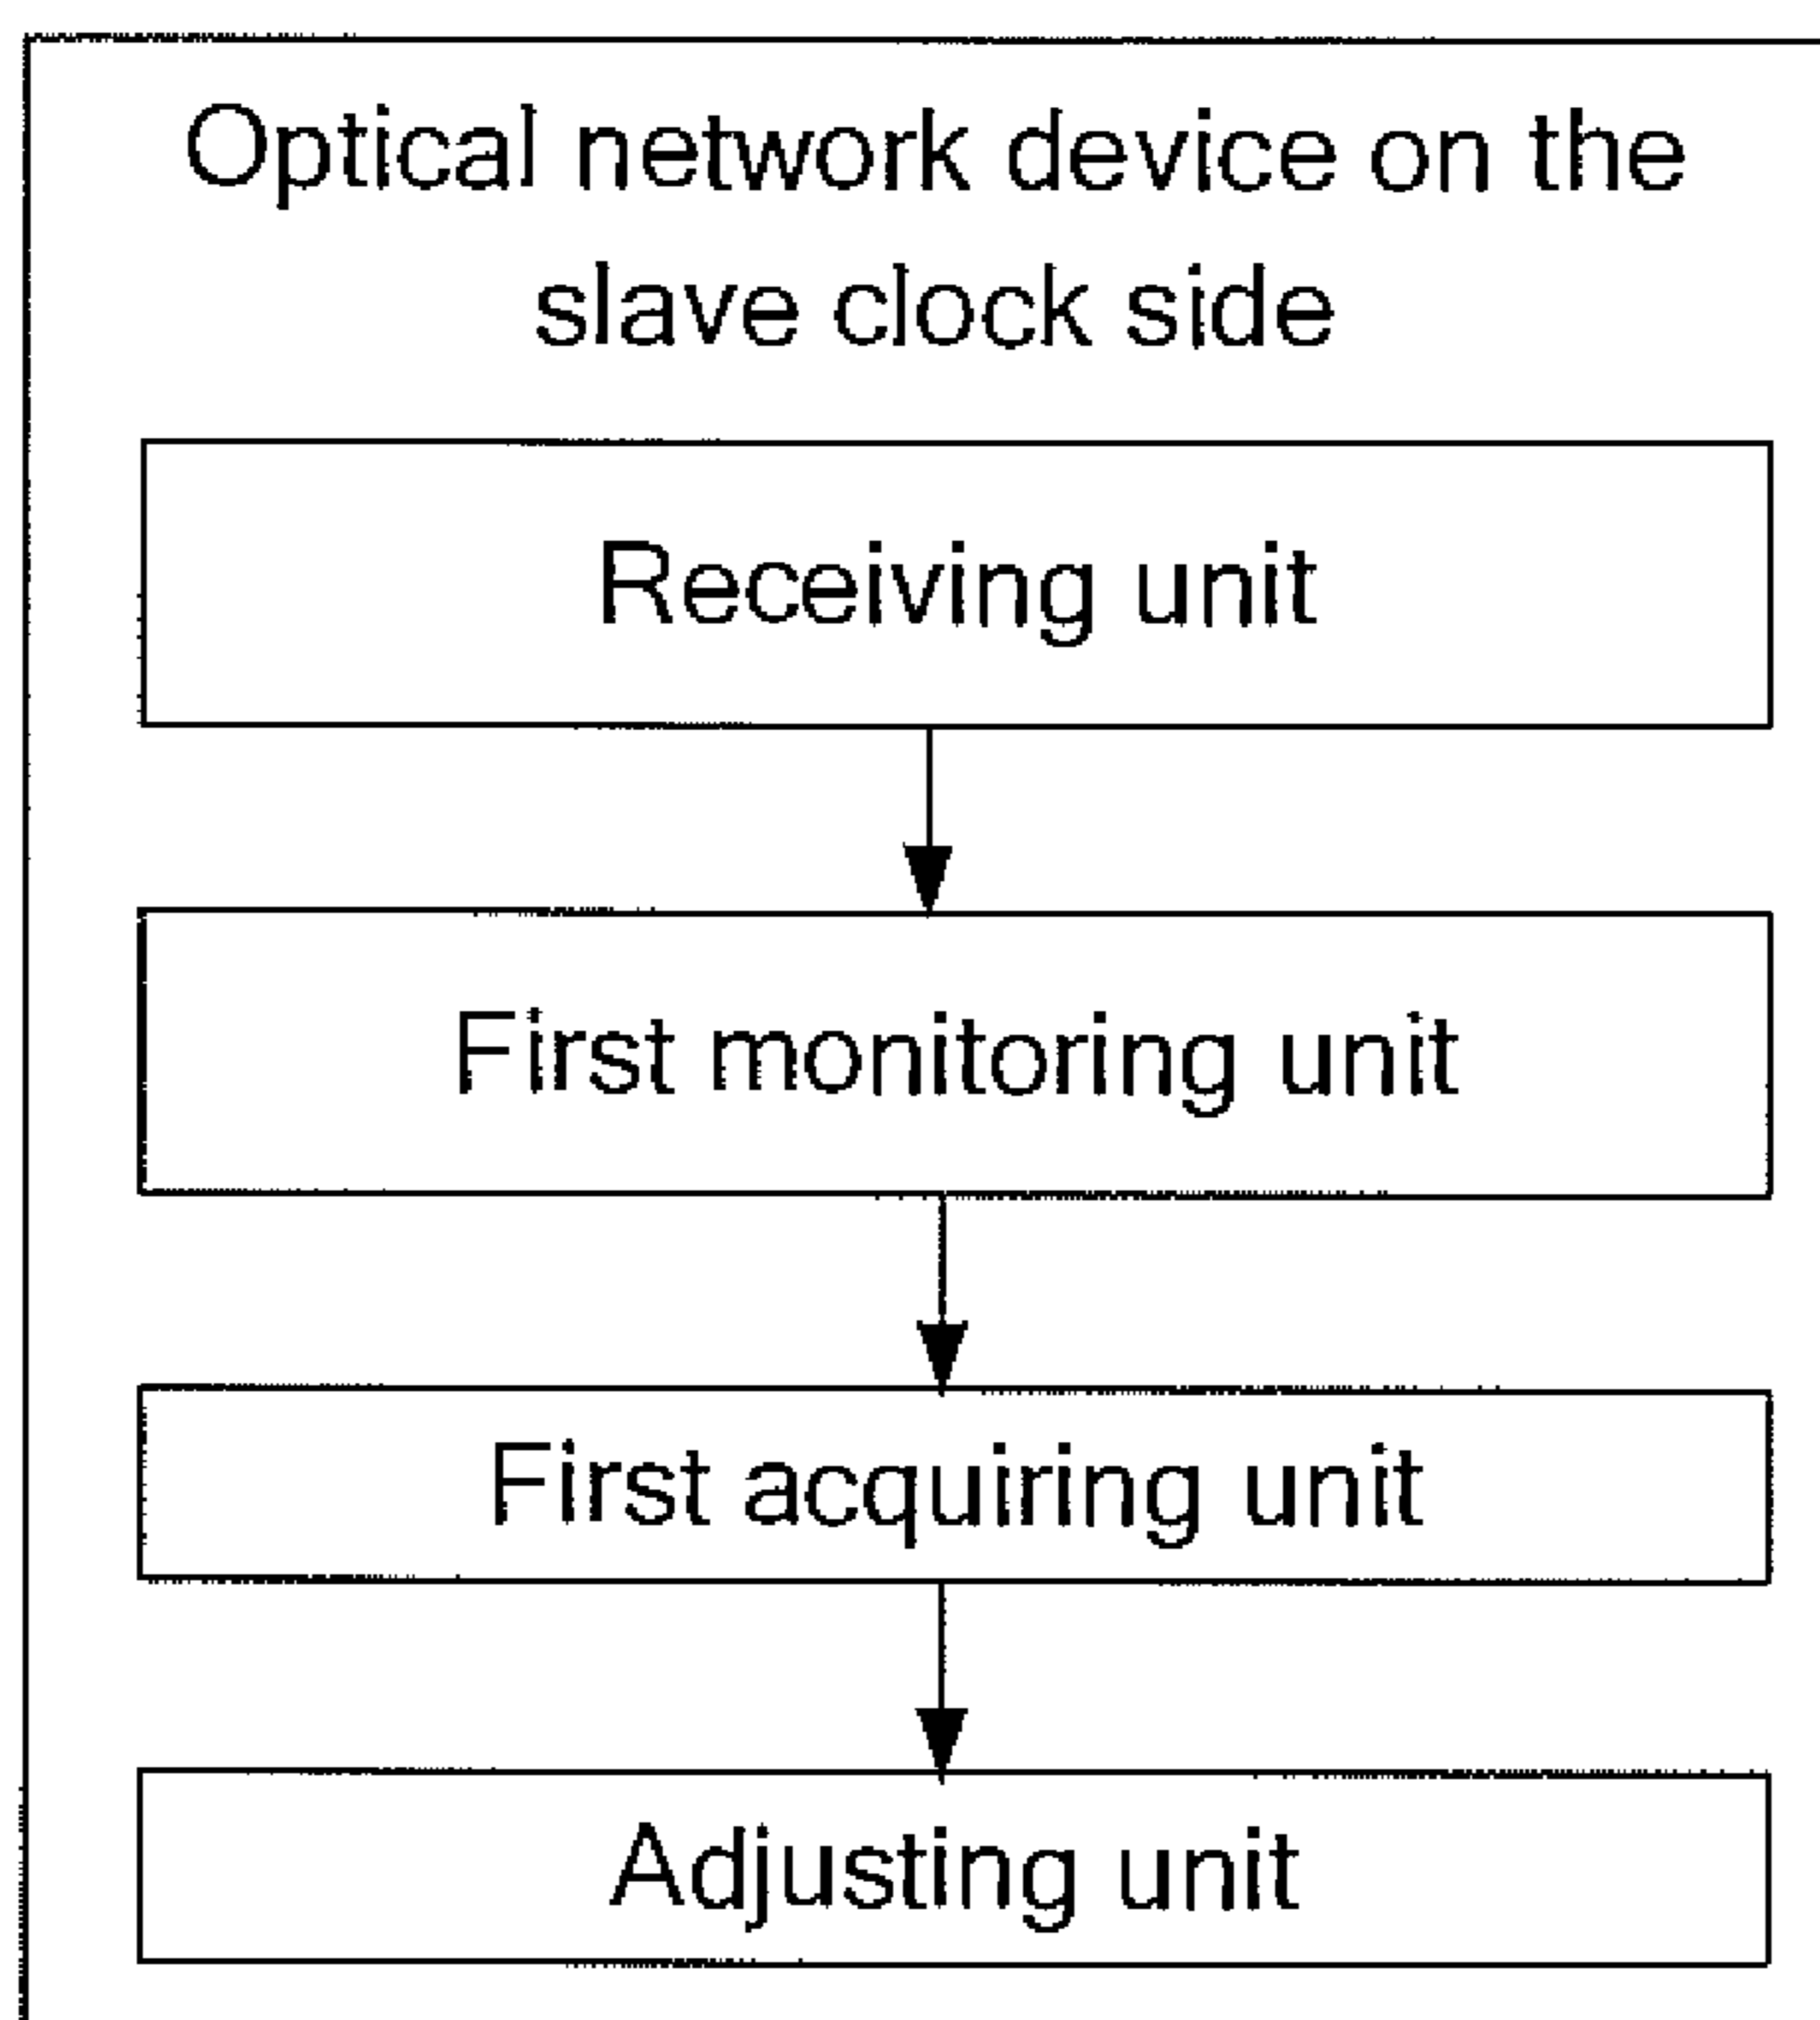 Optical network device on the
slave clock side
Receiving unit
First monitoring unit
First acquiring unit
Adjusting unit